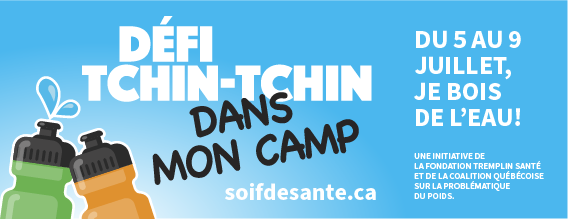 DÉFI
TCHIN-TCHIN
DANS
MON CAMP
soifdesante.ca
DU 5 AU 9
JUILLET,
JE BOIS
DE L'EAU!
UNE INITIATIVE DE
LA FONDATION TREMPLIN SANTÉ
ET DE LA COALITION QUÉBÉCOISE
SUR LA PROBLÉMATIQUE
DU POIDS.